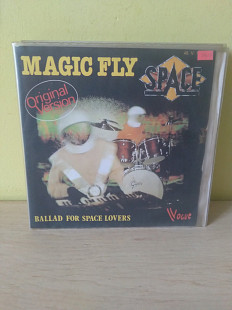 MAGIC FLY
SPACE
Original
Version
BALLAD FOR SPACE LOVERS
Vogue